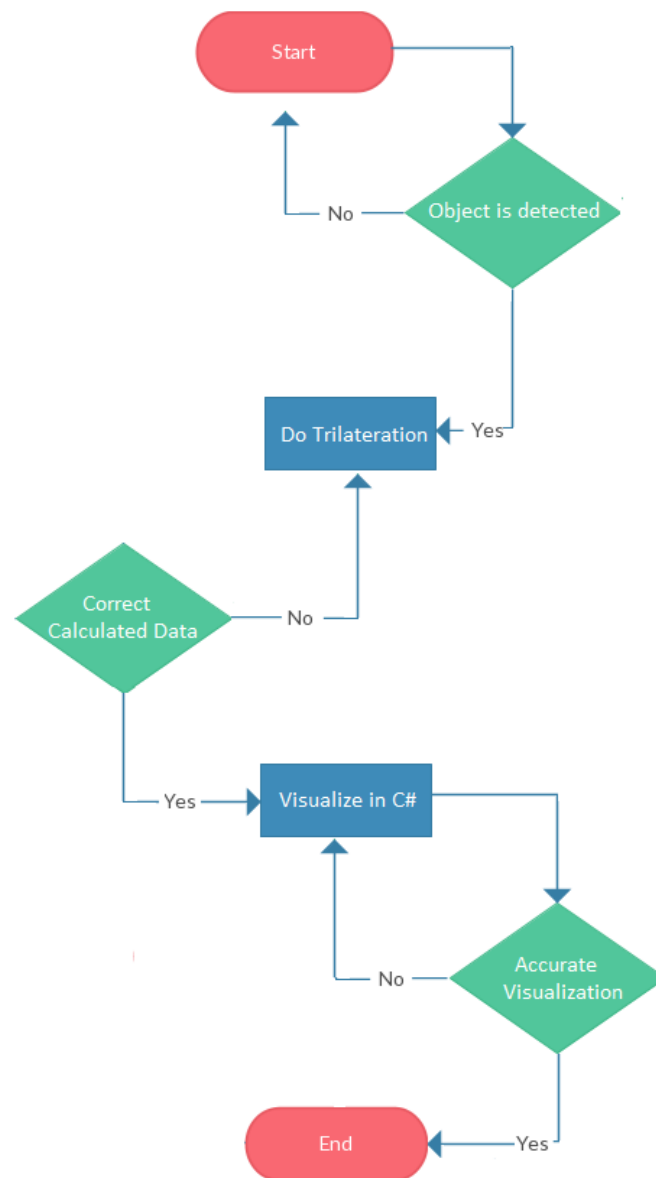 Start
Object is detected
No
Yes
Do Trilateration
Correct
Calculated Data
No
Yes
Visualize in C#
Accurate
Visualization
No
Yes
End